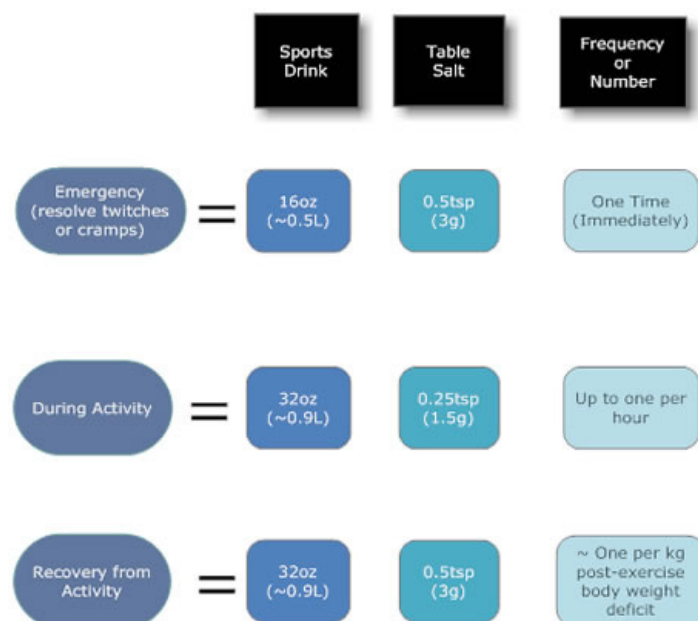 Sports
Drink
Table
Salt
Frequency
or
Number
Emergency
(resolve twitches
or cramps)
=
16oz
(~0.5L)
0.5tsp
(3g)
One Time
(Immediately)
During Activity
=
32oz
(~0.9L)
0.25tsp
(1.5g)
Up to one per
hour
Recovery from
Activity
=
32oz
(~0.9L)
0.5tsp
(3g)
~ One per kg
post-exercise
body weight
deficit